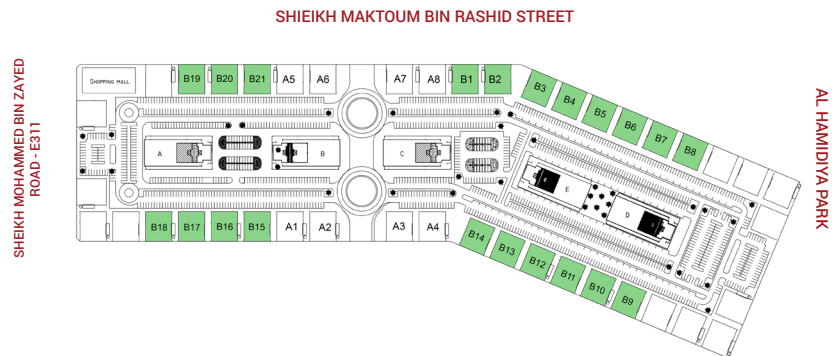 SHIEIKH MAKTOUM BIN RASHID STREET
SHEIKH MOHAMMED BIN ZAYED
ROAD - E311
AL HAMIDIYA PARK
SHOPPING MALL
B19 B20 B21 A5 A6 A7 A8 B1 B2
B3 B4 B5 B6 B7 B8
A B C
E D
B18 B17 B16 B15 A1 A2 A3 A4
B14 B13 B12 B11 B10 B9